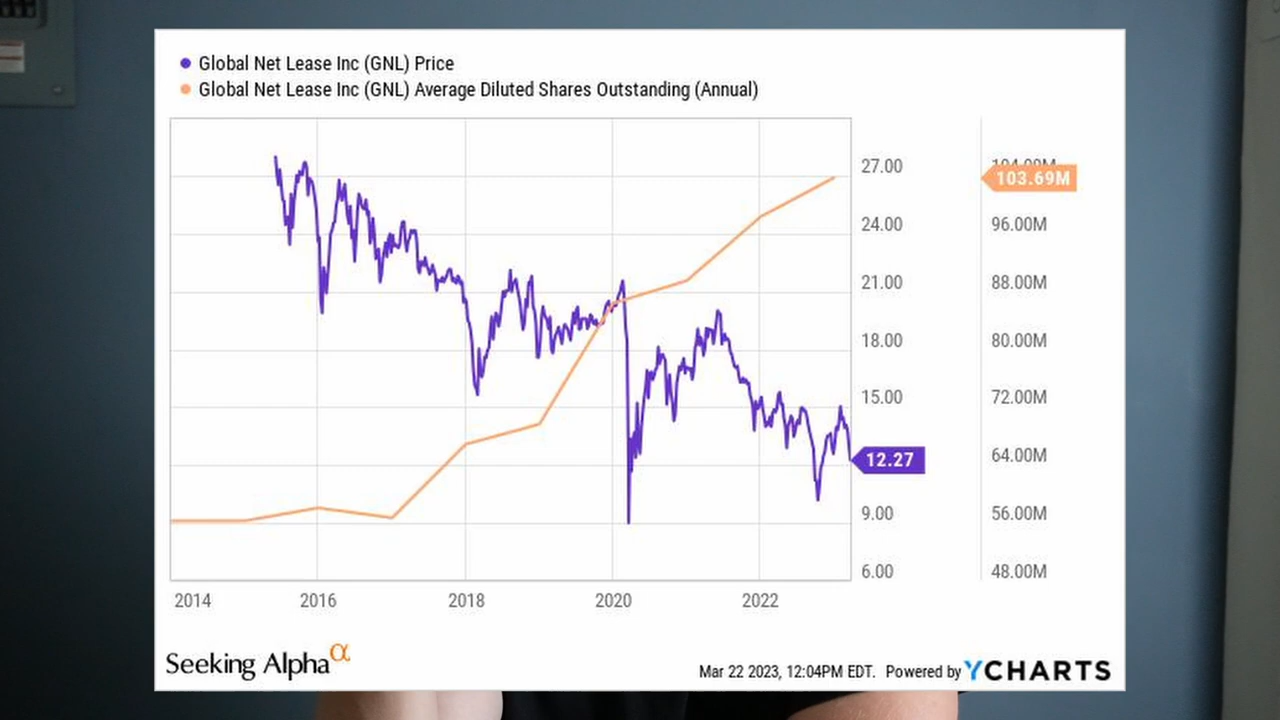 Global Net Lease Inc (GNL) Price
Global Net Lease Inc (GNL) Average Diluted Shares Outstanding (Annual)
27.00
24.00
21.00
18.00
15.00
12.27
9.00
6.00
104.00M
103.69M
96.00M
88.00M
80.00M
72.00M
64.00M
56.00M
48.00M
2014 2016 2018 2020 2022
Seeking Alpha α
Mar 22 2023, 12:04PM EDT. Powered by YCHARTS